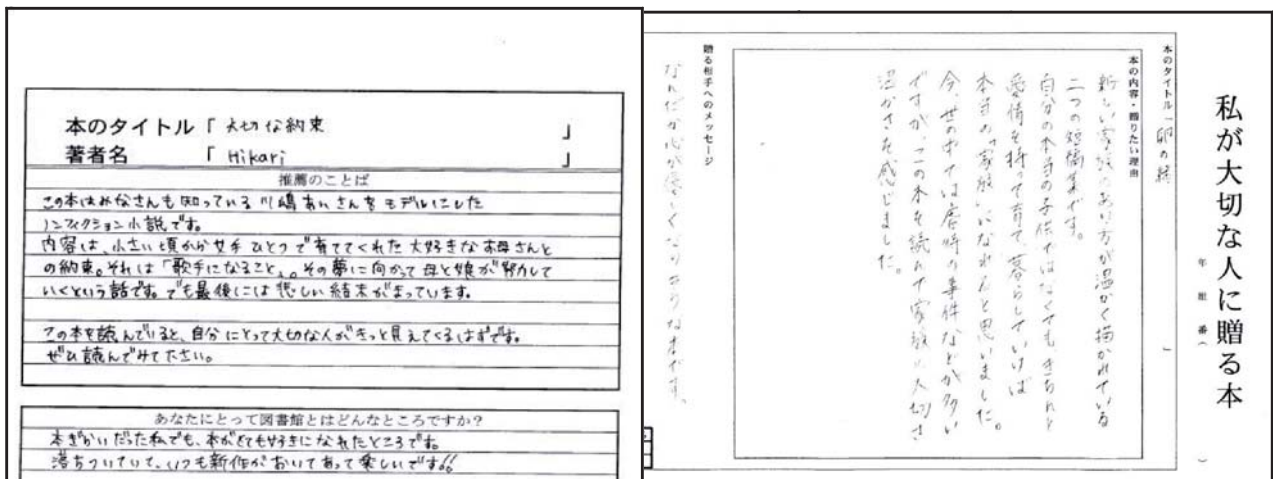 本のタイトル「大切な約束」
著者名「Hikari」
推薦のことば
この本はみなさんも知っている川嶋あいさんをモデルにした
ノンフィクション小説です。
内容は、小さい頃から女手ひとつで育ててくれた大好きなお母さんと
の約束。それは「歌手になること」。その夢に向かって母と娘が努力して
いくという話です。でも最後には悲しい結末がまっています。
この本を読んでいると、自分にとって大切な人がきっと見えてくるはずです。
ぜひ読んでみて下さい。
あなたにとって図書館とはどんなところですか?
本ぎらいだった私でも、本がとても好きになれたところです。
落ちついていて、いつも新作がおいてあって楽しいです!!
私が大切な人に贈る本
年 組 番( )
本のタイトル「卵の緒」
本の内容・贈りたい理由
新しい家族のあり方が温かく描かれている
二つの短編集です。
自分の本当の子供ではなくてもきちんと
愛情を持って育て、暮らしていけば
本当の「家族」になれると思いました。
今、世の中では虐待の事件などが多い
ですが、この本を読んで家族の大切さ
温かさを感じました。
贈る相手へのメッセージ
なんだか心が優しくなりそうな本です。